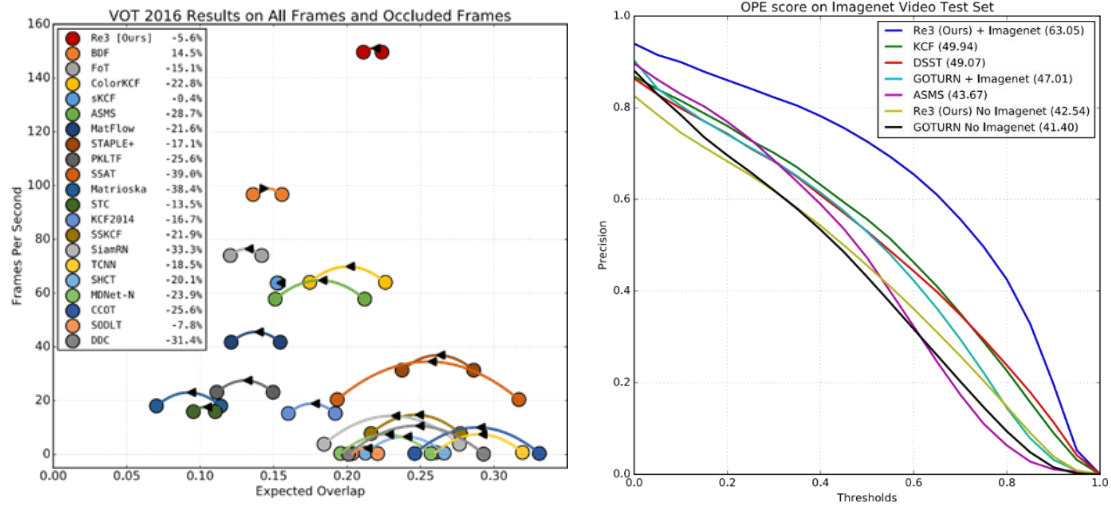 VOT 2016 Results on All Frames and Occluded Frames
160
140
120
100
80
60
40
20
0
Frames Per Second
Re3 [Ours] -5.6%
BDF 14.5%
FoT -15.1%
ColorKCF -22.8%
sKCF -0.4%
ASMS -28.7%
MatFlow -21.6%
STAPLE+ -17.1%
PKLTF -25.6%
SSAT -39.0%
Matrioska -38.4%
STC -13.5%
KCF2014 -16.7%
SSKCF -21.9%
SiamRN -33.3%
TCNN -18.5%
SHCT -20.1%
MDNet-N -23.9%
CCOT -25.6%
SODLT -7.8%
DDC -31.4%
0.00 0.05 0.10 0.15 0.20 0.25 0.30
Expected Overlap
OPE score on Imagenet Video Test Set
1.0
0.8
0.6
0.4
0.2
0.0
Precision
Re3 (Ours) + Imagenet (63.05)
KCF (49.94)
DSST (49.07)
GOTURN + Imagenet (47.01)
ASMS (43.67)
Re3 (Ours) No Imagenet (42.54)
GOTURN No Imagenet (41.40)
0.0 0.2 0.4 0.6 0.8 1.0
Thresholds